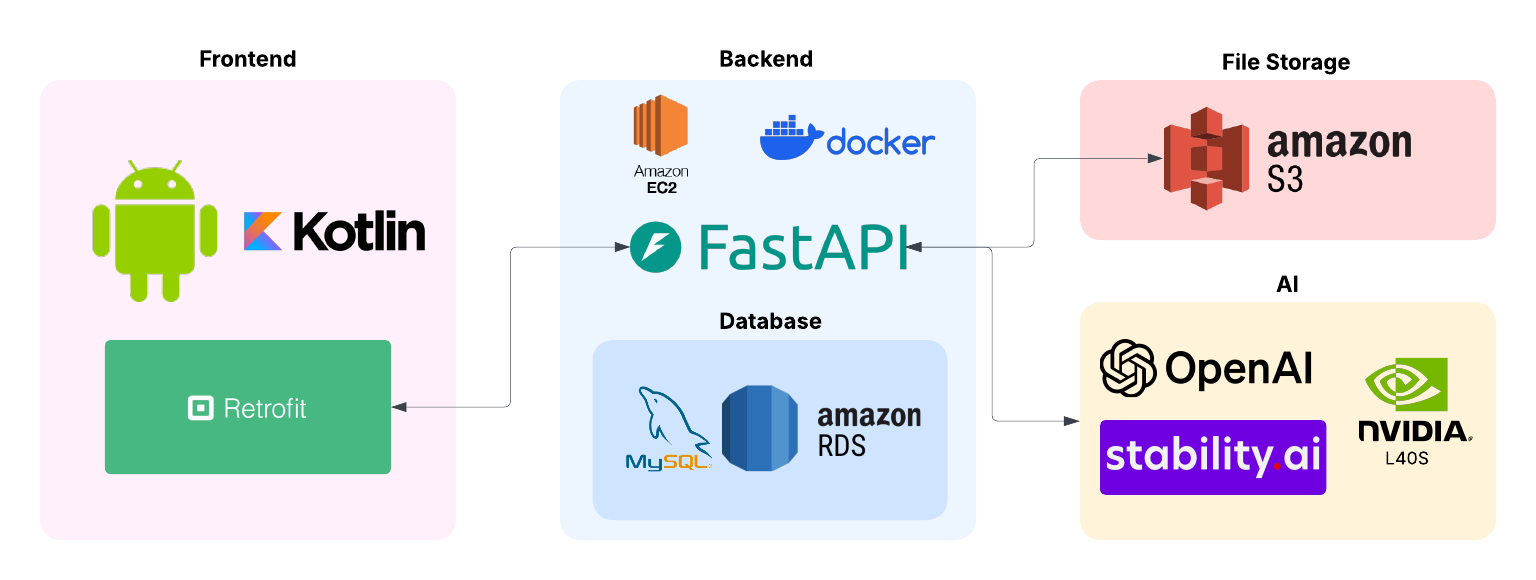 Frontend
Kotlin
Retrofit
Backend
Amazon
EC2
docker
FastAPI
Database
MySQL
amazon
RDS
File Storage
amazon
S3
AI
OpenAI
stability.ai
NVIDIA
L40S